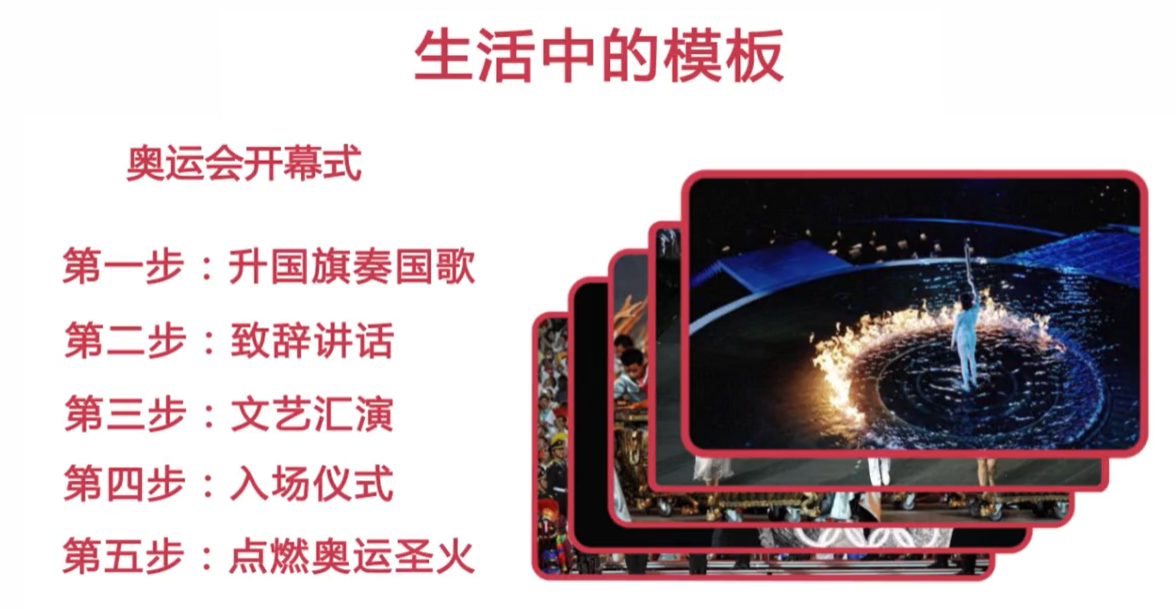 生活中的模板
奥运会开幕式
第一步：升国旗奏国歌
第二步：致辞讲话
第三步：文艺汇演
第四步：入场仪式
第五步：点燃奥运圣火